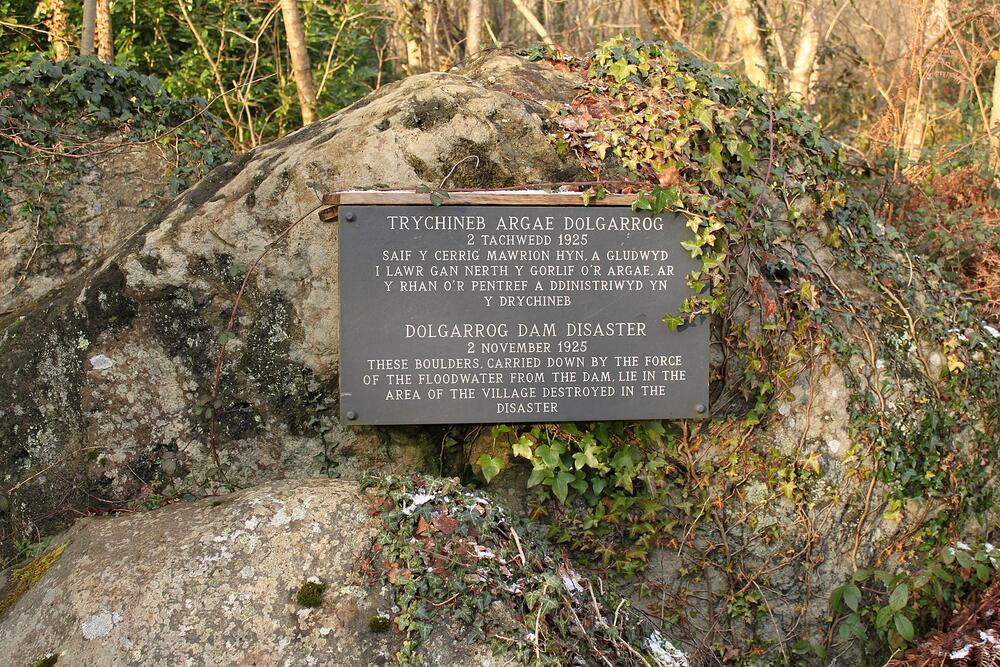 TRYCHINEB ARGAE DOLGARROG
2 TACHWEDD 1925
SAIF Y CERRIG MAWRION HYN, A GLUDWYD
I LAWR GAN NERTH Y GORLIF O'R ARGAE, AR
Y RHAN O'R PENTREF A DDINISTRIWYD YN
Y DRYCHINEB
DOLGARROG DAM DISASTER
2 NOVEMBER 1925
THESE BOULDERS, CARRIED DOWN BY THE FORCE
OF THE FLOODWATER FROM THE DAM, LIE IN THE
AREA OF THE VILLAGE DESTROYED IN THE
DISASTER